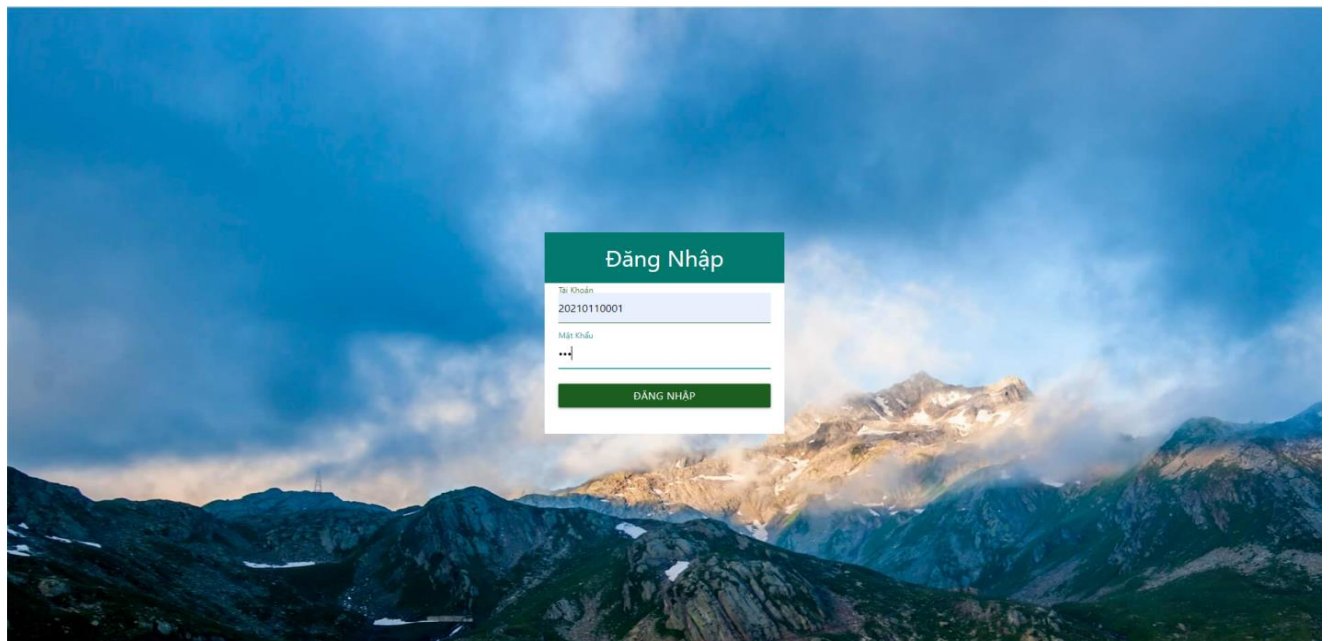 Đăng Nhập
Tài Khoản
20210110001
Mật Khẩu
•••
ĐĂNG NHẬP